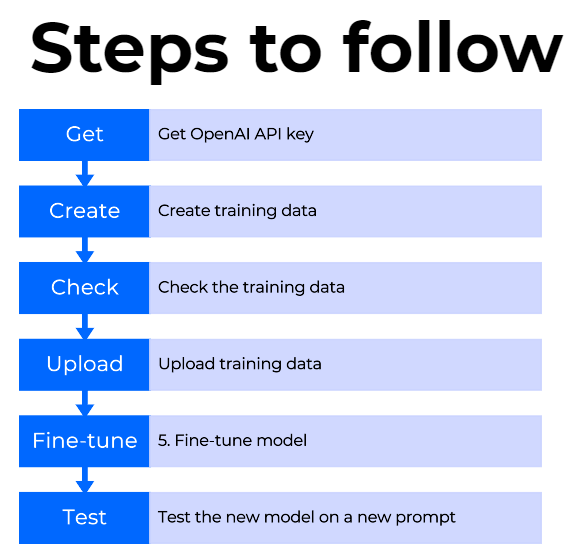 Steps to follow
Get
Get OpenAI API key
Create
Create training data
Check
Check the training data
Upload
Upload training data
Fine-tune
5. Fine-tune model
Test
Test the new model on a new prompt